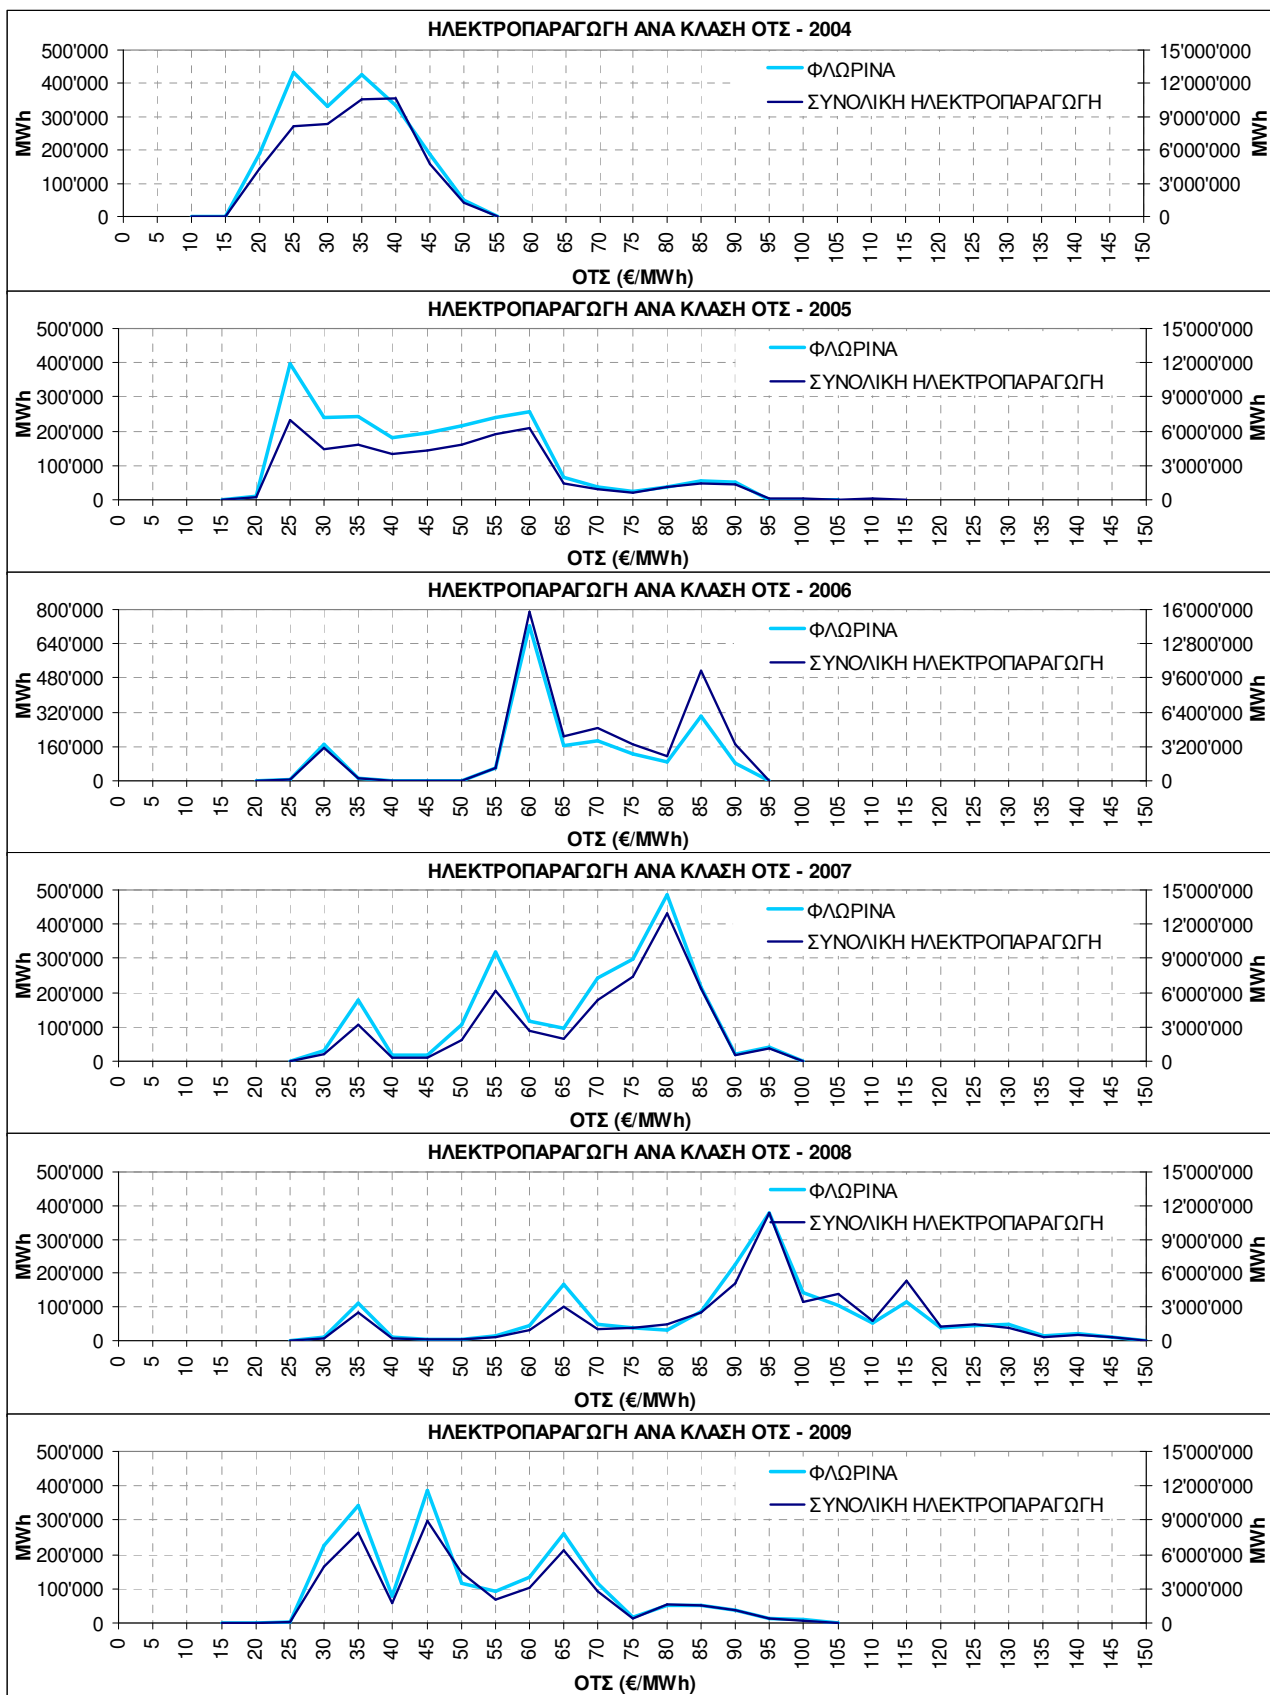 ΗΛΕΚΤΡΟΠΑΡΑΓΩΓΗ ΑΝΑ ΚΛΑΣΗ ΟΤΣ - 2004
500'000 15'000'000
400'000 12'000'000
300'000 9'000'000
200'000 6'000'000
100'000 3'000'000
0 0
MWh
ΦΛΩΡΙΝΑ
ΣΥΝΟΛΙΚΗ ΗΛΕΚΤΡΟΠΑΡΑΓΩΓΗ
MWh
0 5 10 15 20 25 30 35 40 45 50 55 60 65 70 75 80 85 90 95 100 105 110 115 120 125 130 135 140 145 150
ΟΤΣ (€/MWh)
ΗΛΕΚΤΡΟΠΑΡΑΓΩΓΗ ΑΝΑ ΚΛΑΣΗ ΟΤΣ - 2005
500'000 15'000'000
400'000 12'000'000
300'000 9'000'000
200'000 6'000'000
100'000 3'000'000
0 0
MWh
ΦΛΩΡΙΝΑ
ΣΥΝΟΛΙΚΗ ΗΛΕΚΤΡΟΠΑΡΑΓΩΓΗ
MWh
0 5 10 15 20 25 30 35 40 45 50 55 60 65 70 75 80 85 90 95 100 105 110 115 120 125 130 135 140 145 150
ΟΤΣ (€/MWh)
ΗΛΕΚΤΡΟΠΑΡΑΓΩΓΗ ΑΝΑ ΚΛΑΣΗ ΟΤΣ - 2006
800'000 16'000'000
640'000 12'800'000
480'000 9'600'000
320'000 6'400'000
160'000 3'200'000
0 0
MWh
ΦΛΩΡΙΝΑ
ΣΥΝΟΛΙΚΗ ΗΛΕΚΤΡΟΠΑΡΑΓΩΓΗ
MWh
0 5 10 15 20 25 30 35 40 45 50 55 60 65 70 75 80 85 90 95 100 105 110 115 120 125 130 135 140 145 150
ΟΤΣ (€/MWh)
ΗΛΕΚΤΡΟΠΑΡΑΓΩΓΗ ΑΝΑ ΚΛΑΣΗ ΟΤΣ - 2007
500'000 15'000'000
400'000 12'000'000
300'000 9'000'000
200'000 6'000'000
100'000 3'000'000
0 0
MWh
ΦΛΩΡΙΝΑ
ΣΥΝΟΛΙΚΗ ΗΛΕΚΤΡΟΠΑΡΑΓΩΓΗ
MWh
0 5 10 15 20 25 30 35 40 45 50 55 60 65 70 75 80 85 90 95 100 105 110 115 120 125 130 135 140 145 150
ΟΤΣ (€/MWh)
ΗΛΕΚΤΡΟΠΑΡΑΓΩΓΗ ΑΝΑ ΚΛΑΣΗ ΟΤΣ - 2008
500'000 15'000'000
400'000 12'000'000
300'000 9'000'000
200'000 6'000'000
100'000 3'000'000
0 0
MWh
ΦΛΩΡΙΝΑ
ΣΥΝΟΛΙΚΗ ΗΛΕΚΤΡΟΠΑΡΑΓΩΓΗ
MWh
0 5 10 15 20 25 30 35 40 45 50 55 60 65 70 75 80 85 90 95 100 105 110 115 120 125 130 135 140 145 150
ΟΤΣ (€/MWh)
ΗΛΕΚΤΡΟΠΑΡΑΓΩΓΗ ΑΝΑ ΚΛΑΣΗ ΟΤΣ - 2009
500'000 15'000'000
400'000 12'000'000
300'000 9'000'000
200'000 6'000'000
100'000 3'000'000
0 0
MWh
ΦΛΩΡΙΝΑ
ΣΥΝΟΛΙΚΗ ΗΛΕΚΤΡΟΠΑΡΑΓΩΓΗ
MWh
0 5 10 15 20 25 30 35 40 45 50 55 60 65 70 75 80 85 90 95 100 105 110 115 120 125 130 135 140 145 150
ΟΤΣ (€/MWh)